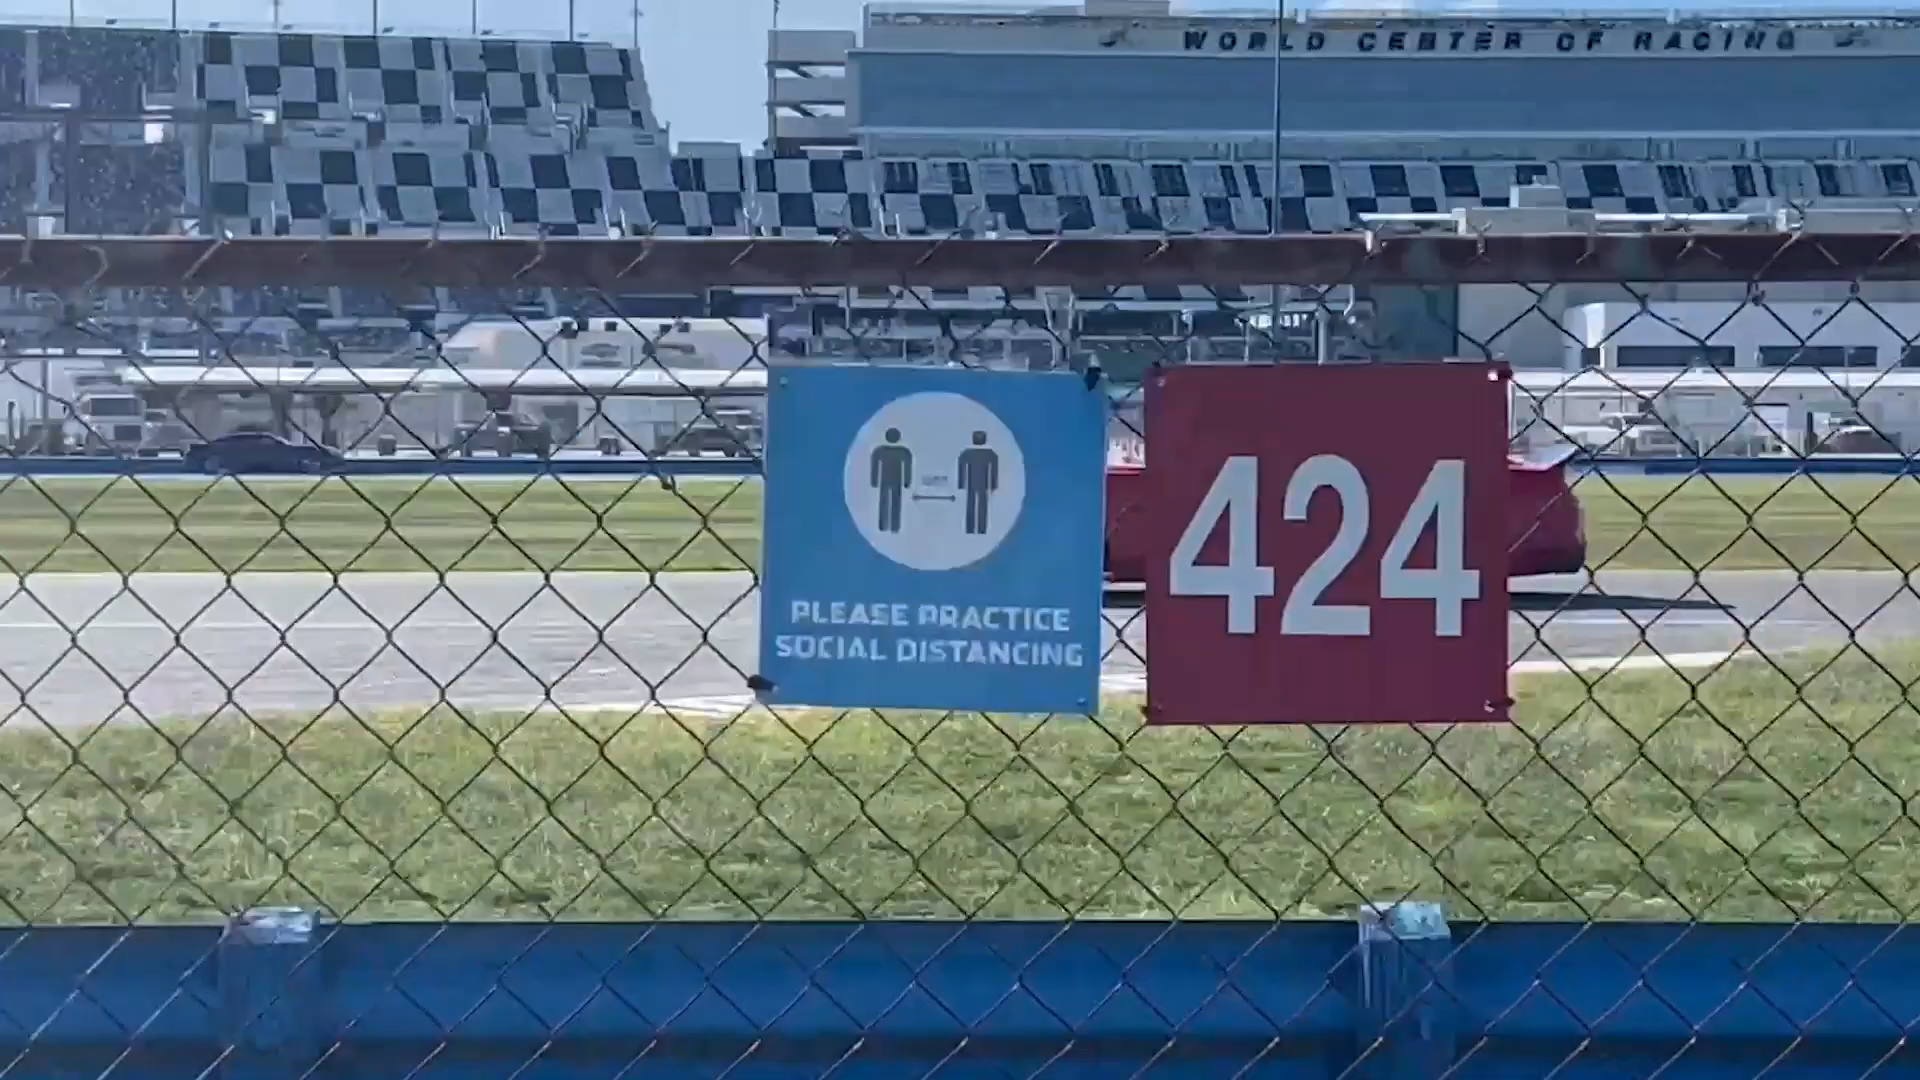 WORLD CENTER OF RACING
PLEASE PRACTICE
SOCIAL DISTANCING
424